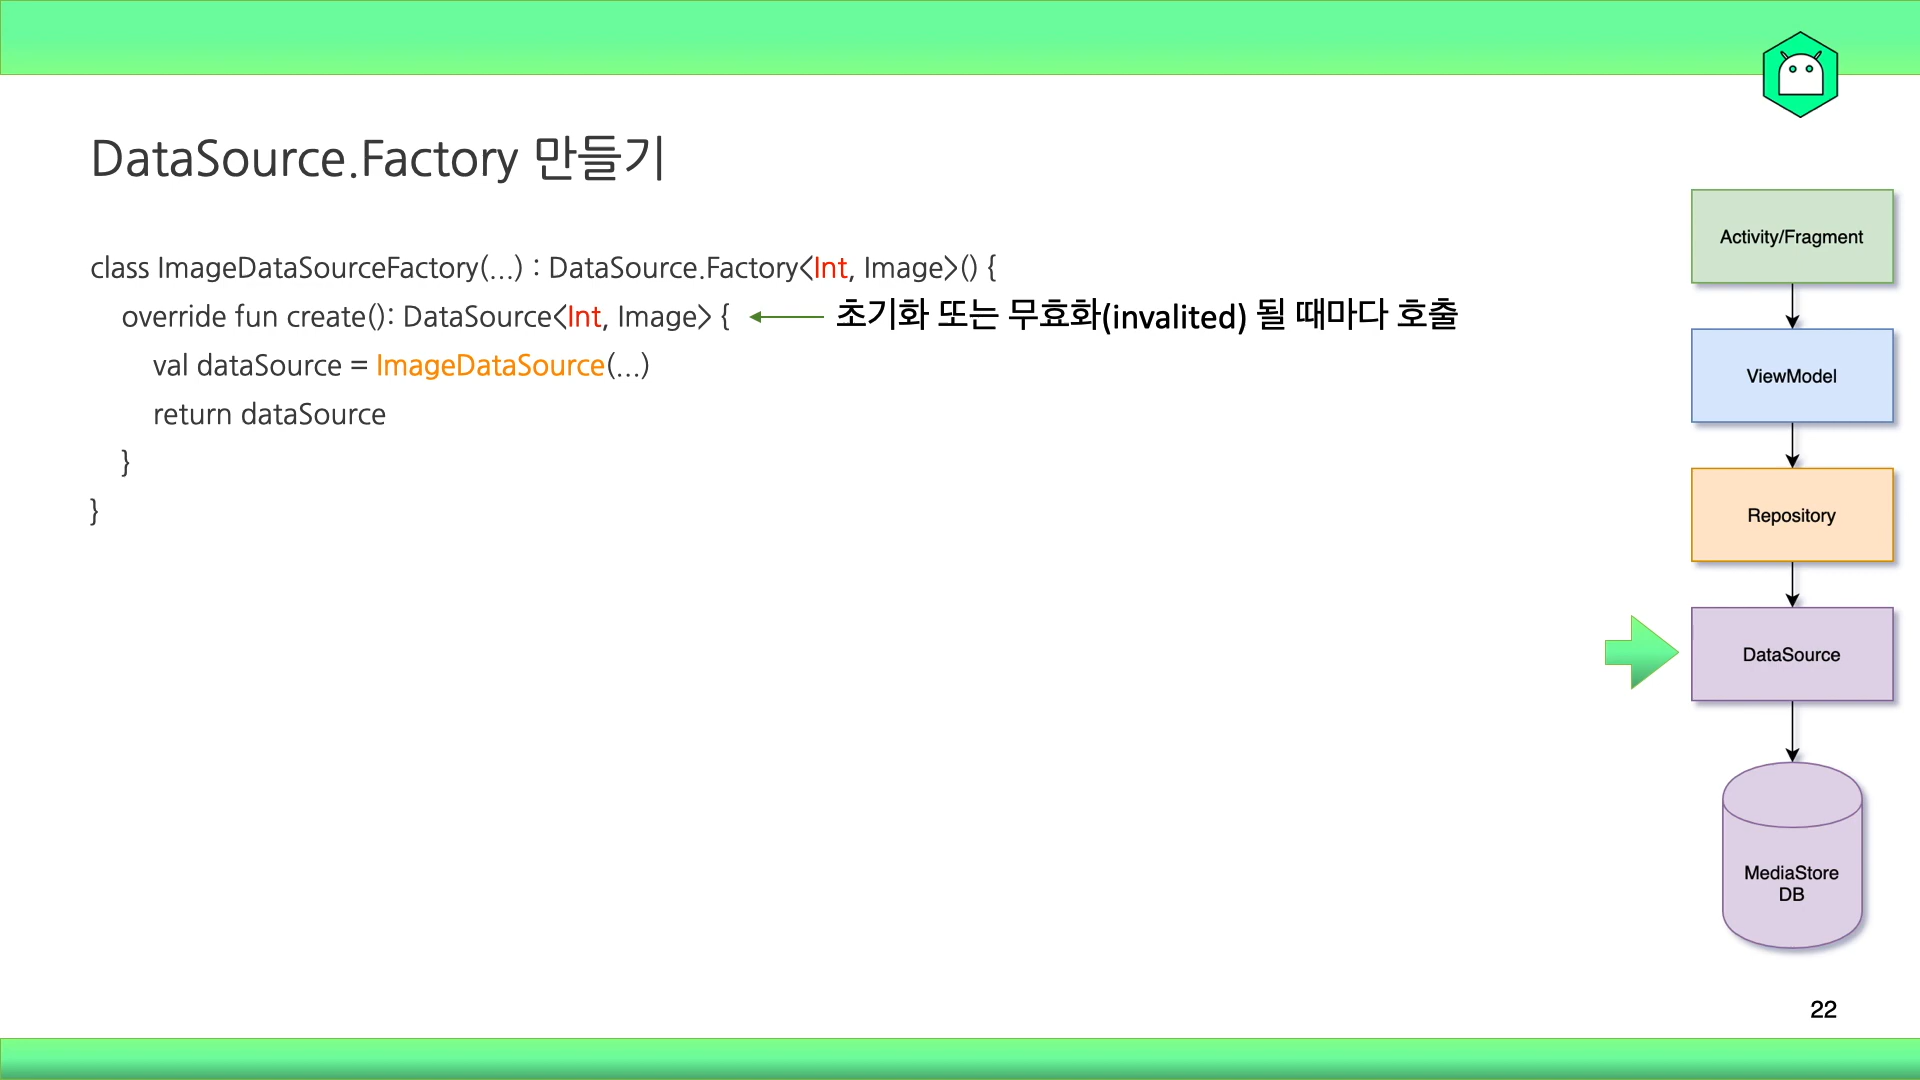 DataSource.Factory 만들기
class ImageDataSourceFactory(...) : DataSource.Factory<Int, Image>() {
override fun create(): DataSource<Int, Image> { 초기화 또는 무효화(invalited) 될 때마다 호출
val dataSource = ImageDataSource(...)
return dataSource
}
}
Activity/Fragment
ViewModel
Repository
DataSource
MediaStore
DB
22